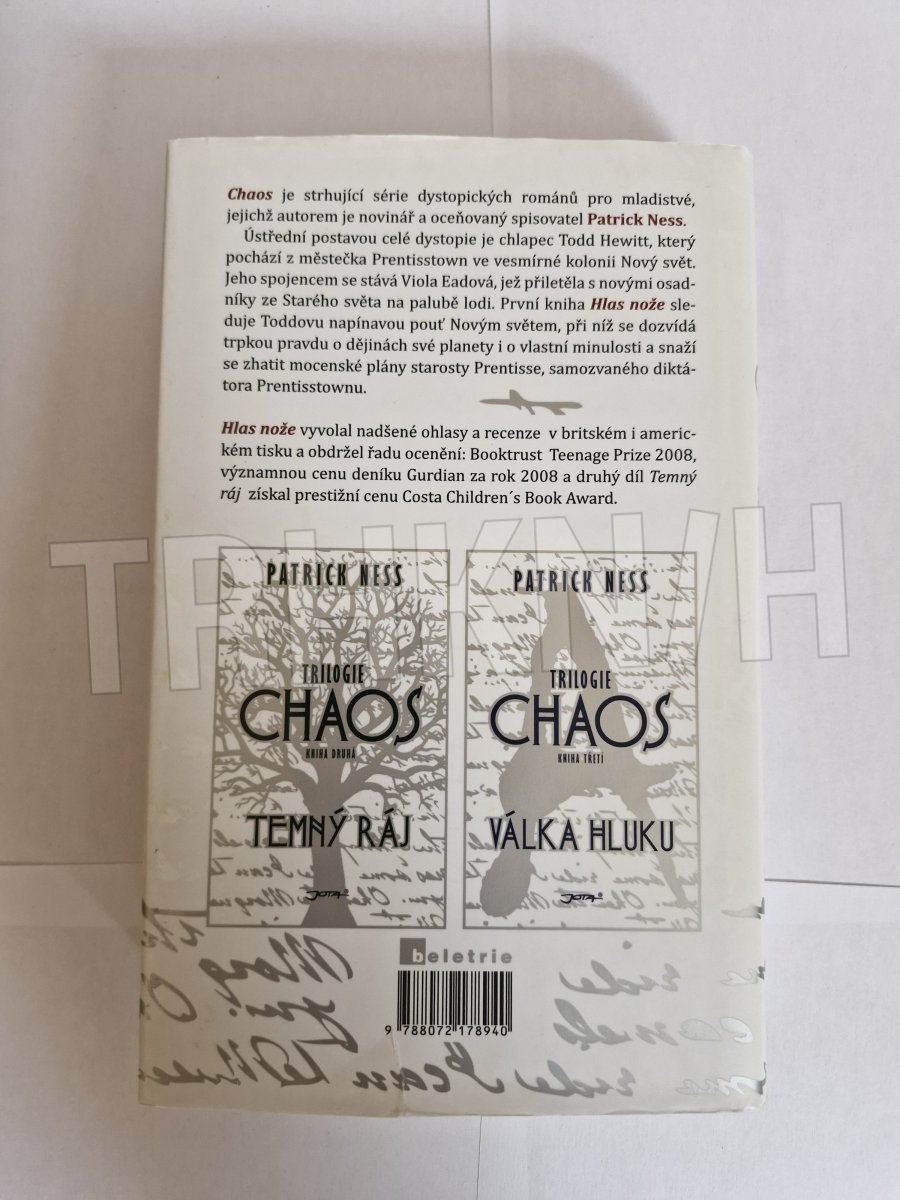 Chaos je strhující série dystopických románů pro mladistvé,
jejichž autorem je novinář a oceňovaný spisovatel Patrick Ness.
Ústřední postavou celé dystopie je chlapec Todd Hewitt, který
pochází z městečka Prentisstown ve vesmírné kolonii Nový svět.
Jeho spojencem se stává Viola Eadová, jež přiletěla s novými osad-
níky ze Starého světa na palubě lodi. První kniha Hlas nože sle-
duje Toddovu napínavou pouť Novým světem, při níž se dozvídá
trpkou pravdu o dějinách své planety i o vlastní minulosti a snaží
se zhatit mocenské plány starosty Prentisse, samozvaného diktá-
tora Prentisstownu.
Hlas nože vyvolal nadšené ohlasy a recenze v britském i americ-
kém tisku a obdržel řadu ocenění: Booktrust Teenage Prize 2008,
významnou cenu deníku Gurdian za rok 2008 a druhý díl Temný
ráj získal prestižní cenu Costa Children´s Book Award.
PATRICK NESS
TRILOGIE
CHAOS
KNIHA DRUHÁ
TEMNÝ RÁJ
JOTA
PATRICK NESS
TRILOGIE
CHAOS
KNIHA TŘETÍ
VÁLKA HLUKU
JOTA
beletrie
9 788072 178940